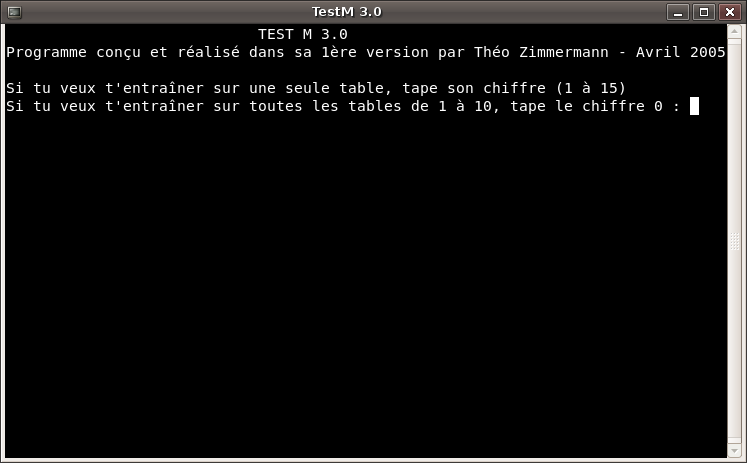 TestM 3.0
TEST M 3.0
Programme conçu et réalisé dans sa 1ère version par Théo Zimmermann - Avril 2005
Si tu veux t'entraîner sur une seule table, tape son chiffre (1 à 15)
Si tu veux t'entraîner sur toutes les tables de 1 à 10, tape le chiffre 0 :